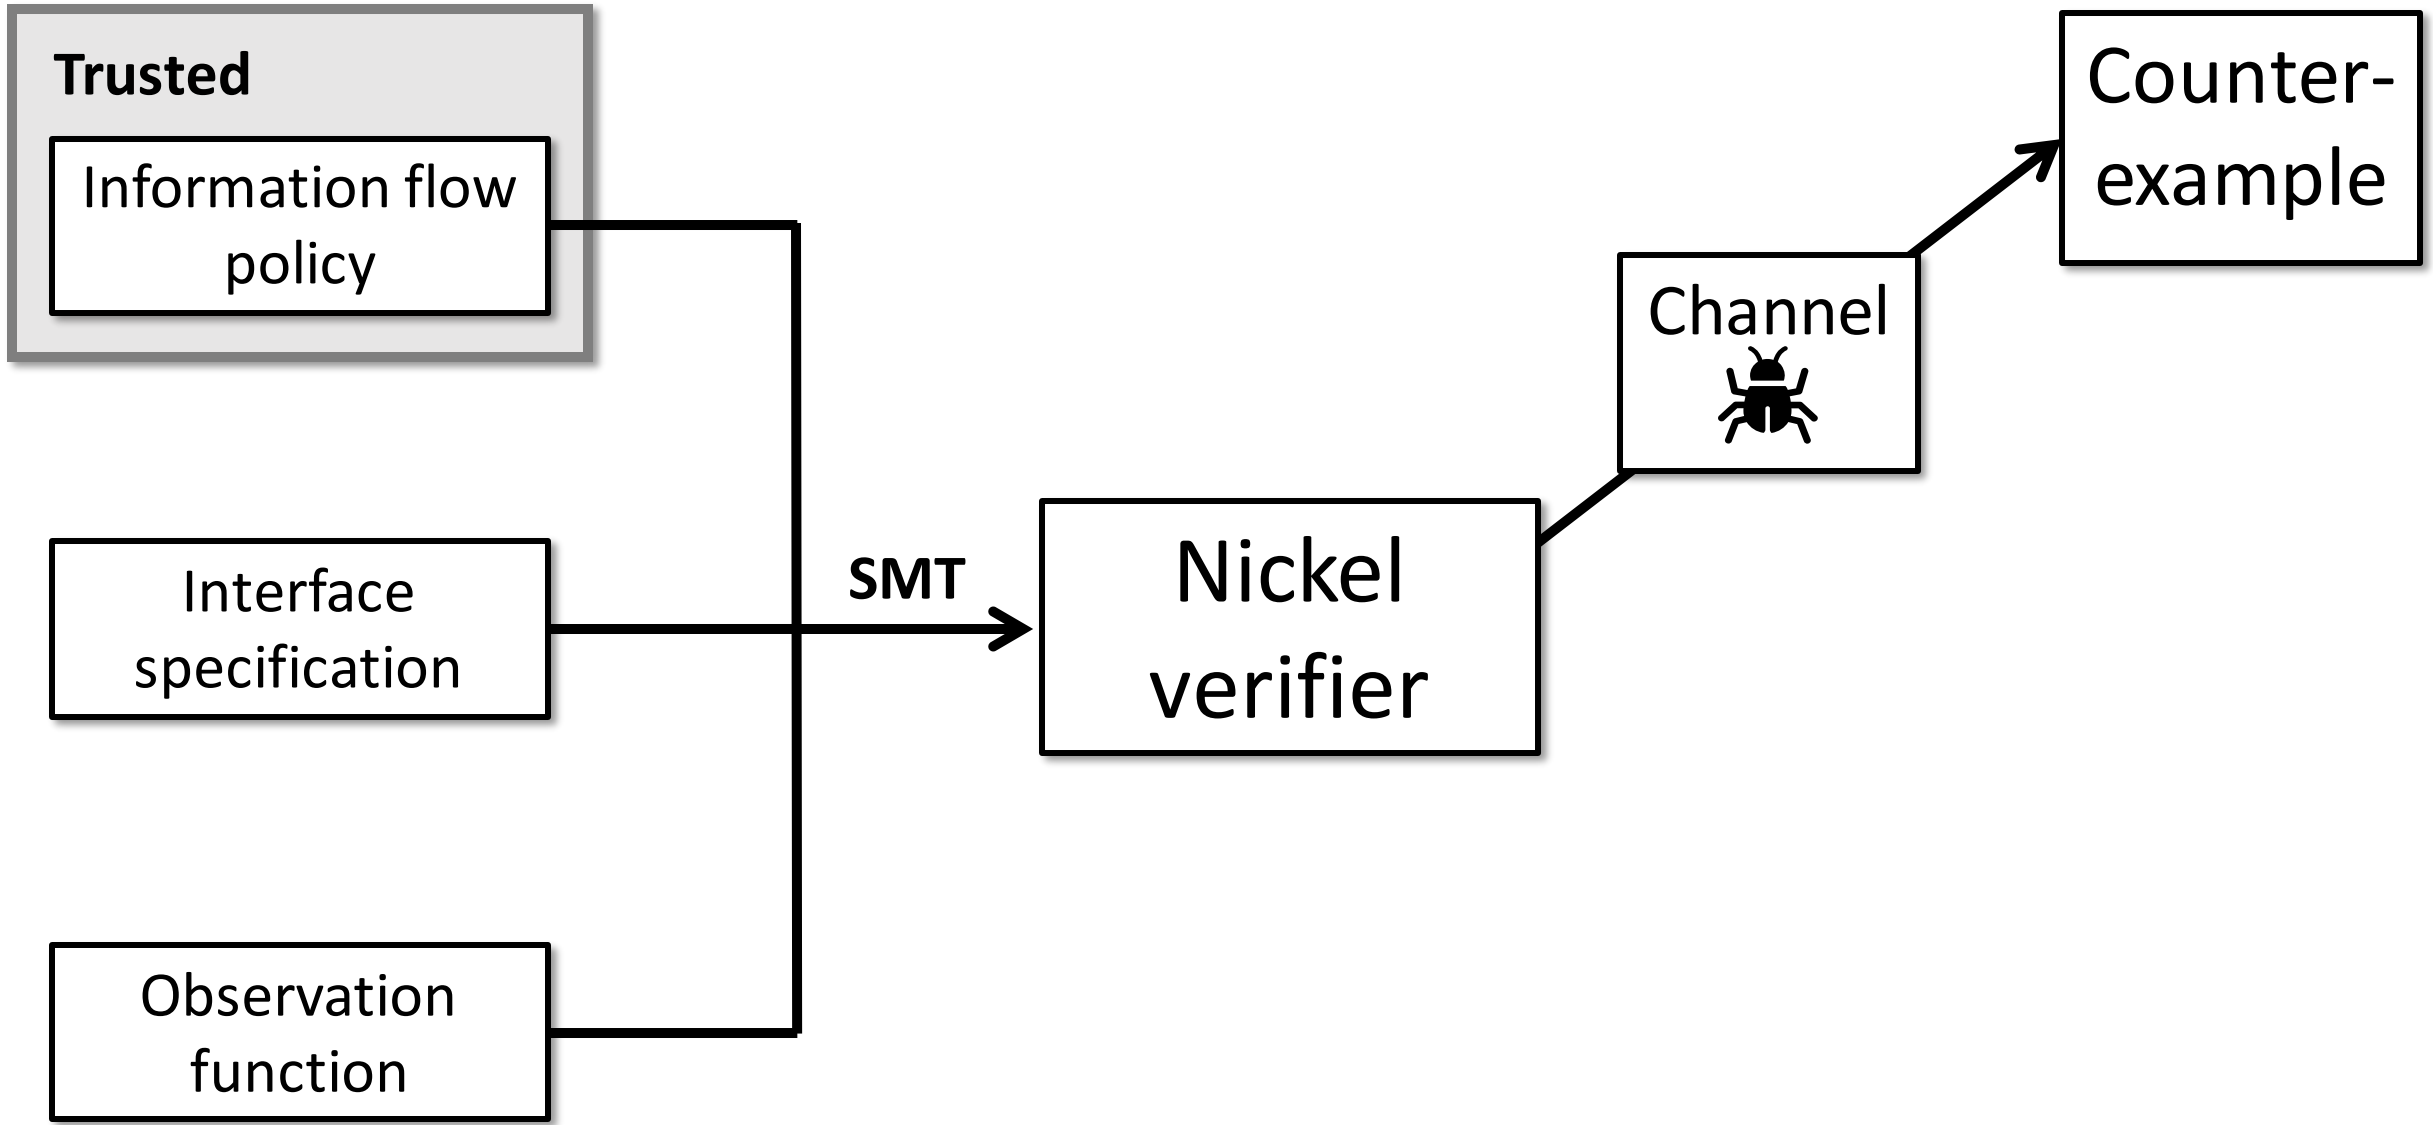 Trusted
Information flow
policy
Interface
specification
Observation
function
SMT
Nickel
verifier
Channel
Counter-
example